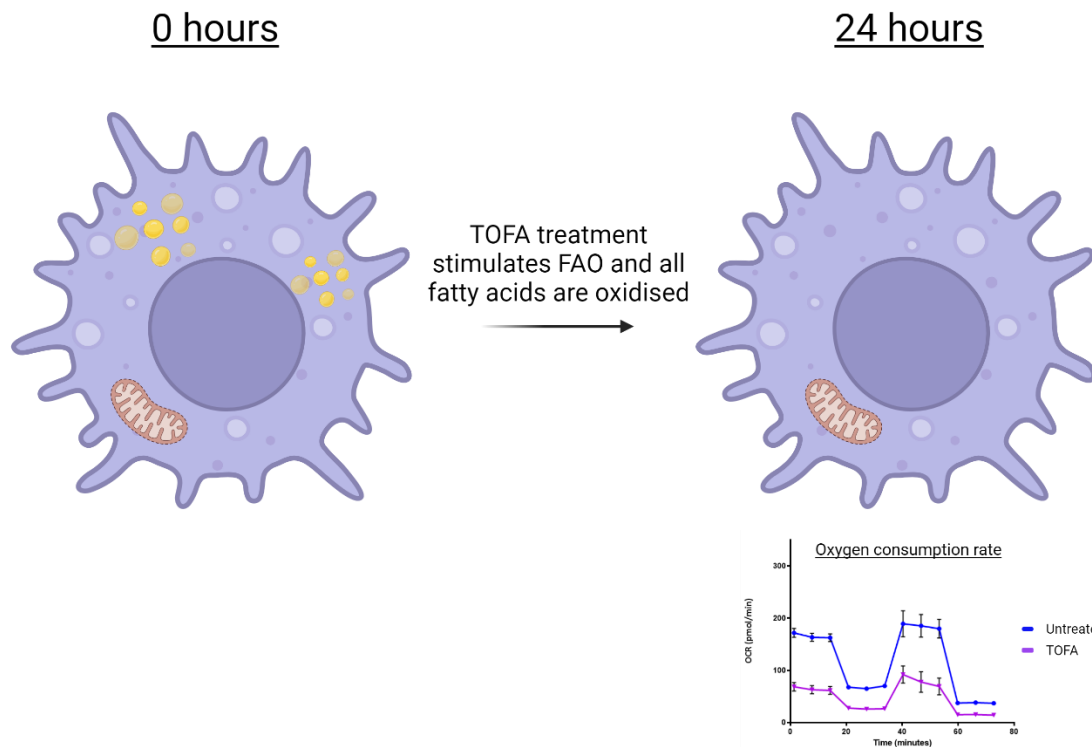 0 hours
24 hours
TOFA treatment
stimulates FAO and all
fatty acids are oxidised
Oxygen consumption rate
300
200
100
0
OCR (pmol/min)
0 20 40 60 80
Time (minutes)
Untreate
TOFA